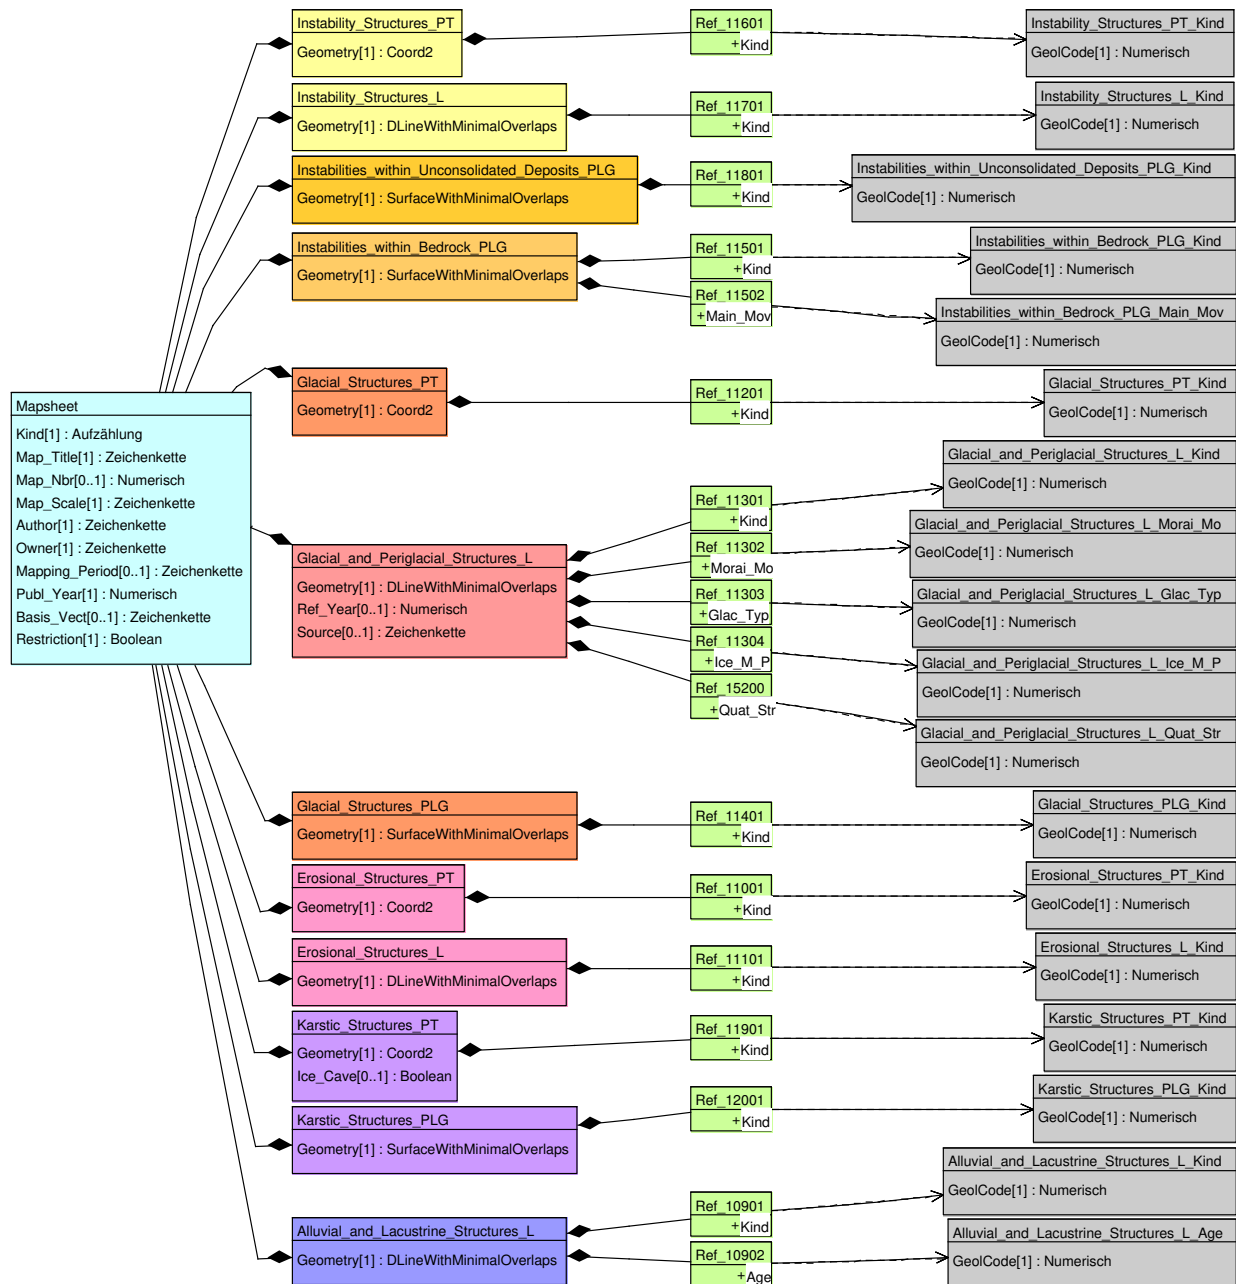 Mapsheet
Kind[1] : Aufzählung
Map_Title[1] : Zeichenkette
Map_Nbr[0..1] : Numerisch
Map_Scale[1] : Zeichenkette
Author[1] : Zeichenkette
Owner[1] : Zeichenkette
Mapping_Period[0..1] : Zeichenkette
Publ_Year[1] : Numerisch
Basis_Vect[0..1] : Zeichenkette
Restriction[1] : Boolean
Instability_Structures_PT
Geometry[1] : Coord2
Ref_11601
+Kind
Instability_Structures_PT_Kind
GeolCode[1] : Numerisch
Instability_Structures_L
Geometry[1] : DLineWithMinimalOverlaps
Ref_11701
+Kind
Instability_Structures_L_Kind
GeolCode[1] : Numerisch
Instabilities_within_Unconsolidated_Deposits_PLG
Geometry[1] : SurfaceWithMinimalOverlaps
Ref_11801
+Kind
Instabilities_within_Unconsolidated_Deposits_PLG_Kind
GeolCode[1] : Numerisch
Instabilities_within_Bedrock_PLG
Geometry[1] : SurfaceWithMinimalOverlaps
Ref_11501
+Kind
Instabilities_within_Bedrock_PLG_Kind
GeolCode[1] : Numerisch
Ref_11502
+Main_Mov
Instabilities_within_Bedrock_PLG_Main_Mov
GeolCode[1] : Numerisch
Glacial_Structures_PT
Geometry[1] : Coord2
Ref_11201
+Kind
Glacial_Structures_PT_Kind
GeolCode[1] : Numerisch
Glacial_and_Periglacial_Structures_L
Geometry[1] : DLineWithMinimalOverlaps
Ref_Year[0..1] : Numerisch
Source[0..1] : Zeichenkette
Ref_11301
+Kind
Glacial_and_Periglacial_Structures_L_Kind
GeolCode[1] : Numerisch
Ref_11302
+Morai_Mo
Glacial_and_Periglacial_Structures_L_Morai_Mo
GeolCode[1] : Numerisch
Ref_11303
+Glac_Typ
Glacial_and_Periglacial_Structures_L_Glac_Typ
GeolCode[1] : Numerisch
Ref_11304
+Ice_M_P
Glacial_and_Periglacial_Structures_L_Ice_M_P
GeolCode[1] : Numerisch
Ref_15200
+Quat_Str
Glacial_and_Periglacial_Structures_L_Quat_Str
GeolCode[1] : Numerisch
Glacial_Structures_PLG
Geometry[1] : SurfaceWithMinimalOverlaps
Ref_11401
+Kind
Glacial_Structures_PLG_Kind
GeolCode[1] : Numerisch
Erosional_Structures_PT
Geometry[1] : Coord2
Ref_11001
+Kind
Erosional_Structures_PT_Kind
GeolCode[1] : Numerisch
Erosional_Structures_L
Geometry[1] : DLineWithMinimalOverlaps
Ref_11101
+Kind
Erosional_Structures_L_Kind
GeolCode[1] : Numerisch
Karstic_Structures_PT
Geometry[1] : Coord2
Ice_Cave[0..1] : Boolean
Ref_11901
+Kind
Karstic_Structures_PT_Kind
GeolCode[1] : Numerisch
Karstic_Structures_PLG
Geometry[1] : SurfaceWithMinimalOverlaps
Ref_12001
+Kind
Karstic_Structures_PLG_Kind
GeolCode[1] : Numerisch
Alluvial_and_Lacustrine_Structures_L
Geometry[1] : DLineWithMinimalOverlaps
Ref_10901
+Kind
Alluvial_and_Lacustrine_Structures_L_Kind
GeolCode[1] : Numerisch
Ref_10902
+Age
Alluvial_and_Lacustrine_Structures_L_Age
GeolCode[1] : Numerisch